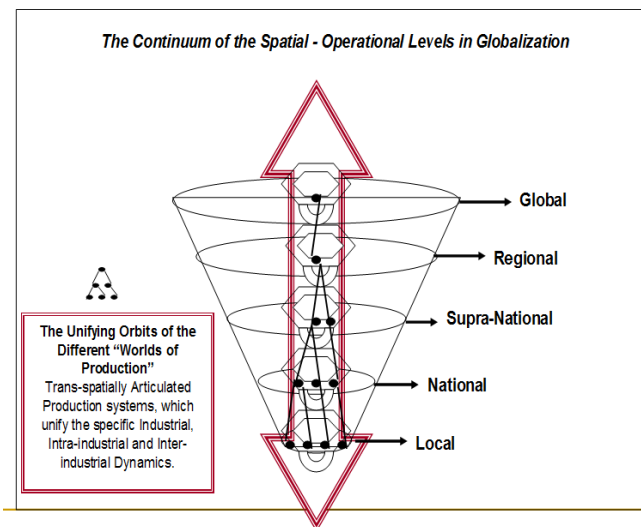 The Continuum of the Spatial - Operational Levels in Globalization
Global
Regional
Supra-National
National
Local
The Unifying Orbits of the
Different “Worlds of
Production”
Trans-spatially Articulated
Production systems, which
unify the specific Industrial,
Intra-industrial and Inter-
industrial Dynamics.